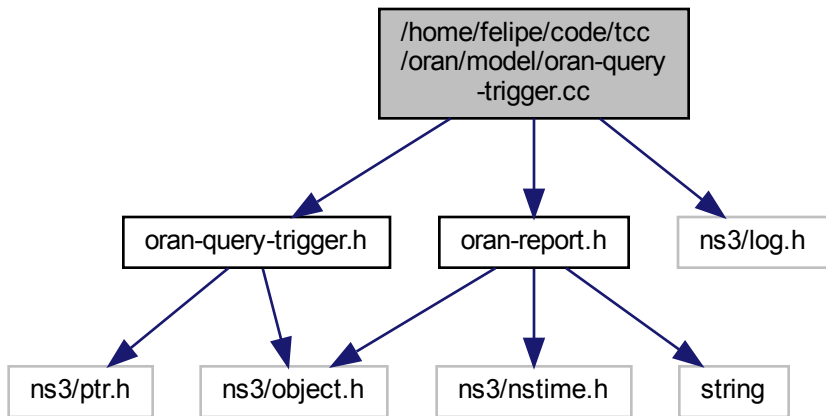 /home/felipe/code/tcc
/oran/model/oran-query
-trigger.cc
oran-query-trigger.h
oran-report.h
ns3/log.h
ns3/ptr.h
ns3/object.h
ns3/nstime.h
string